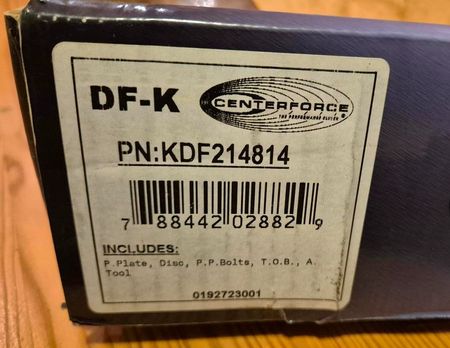 DF-K
CENTERFORCE®
THE PERFORMANCE CLUTCH
PN:KDF214814
7 88442 02882 9
INCLUDES:
P.Plate, Disc, P.P.Bolts, T.O.B., A.
Tool
0192723001